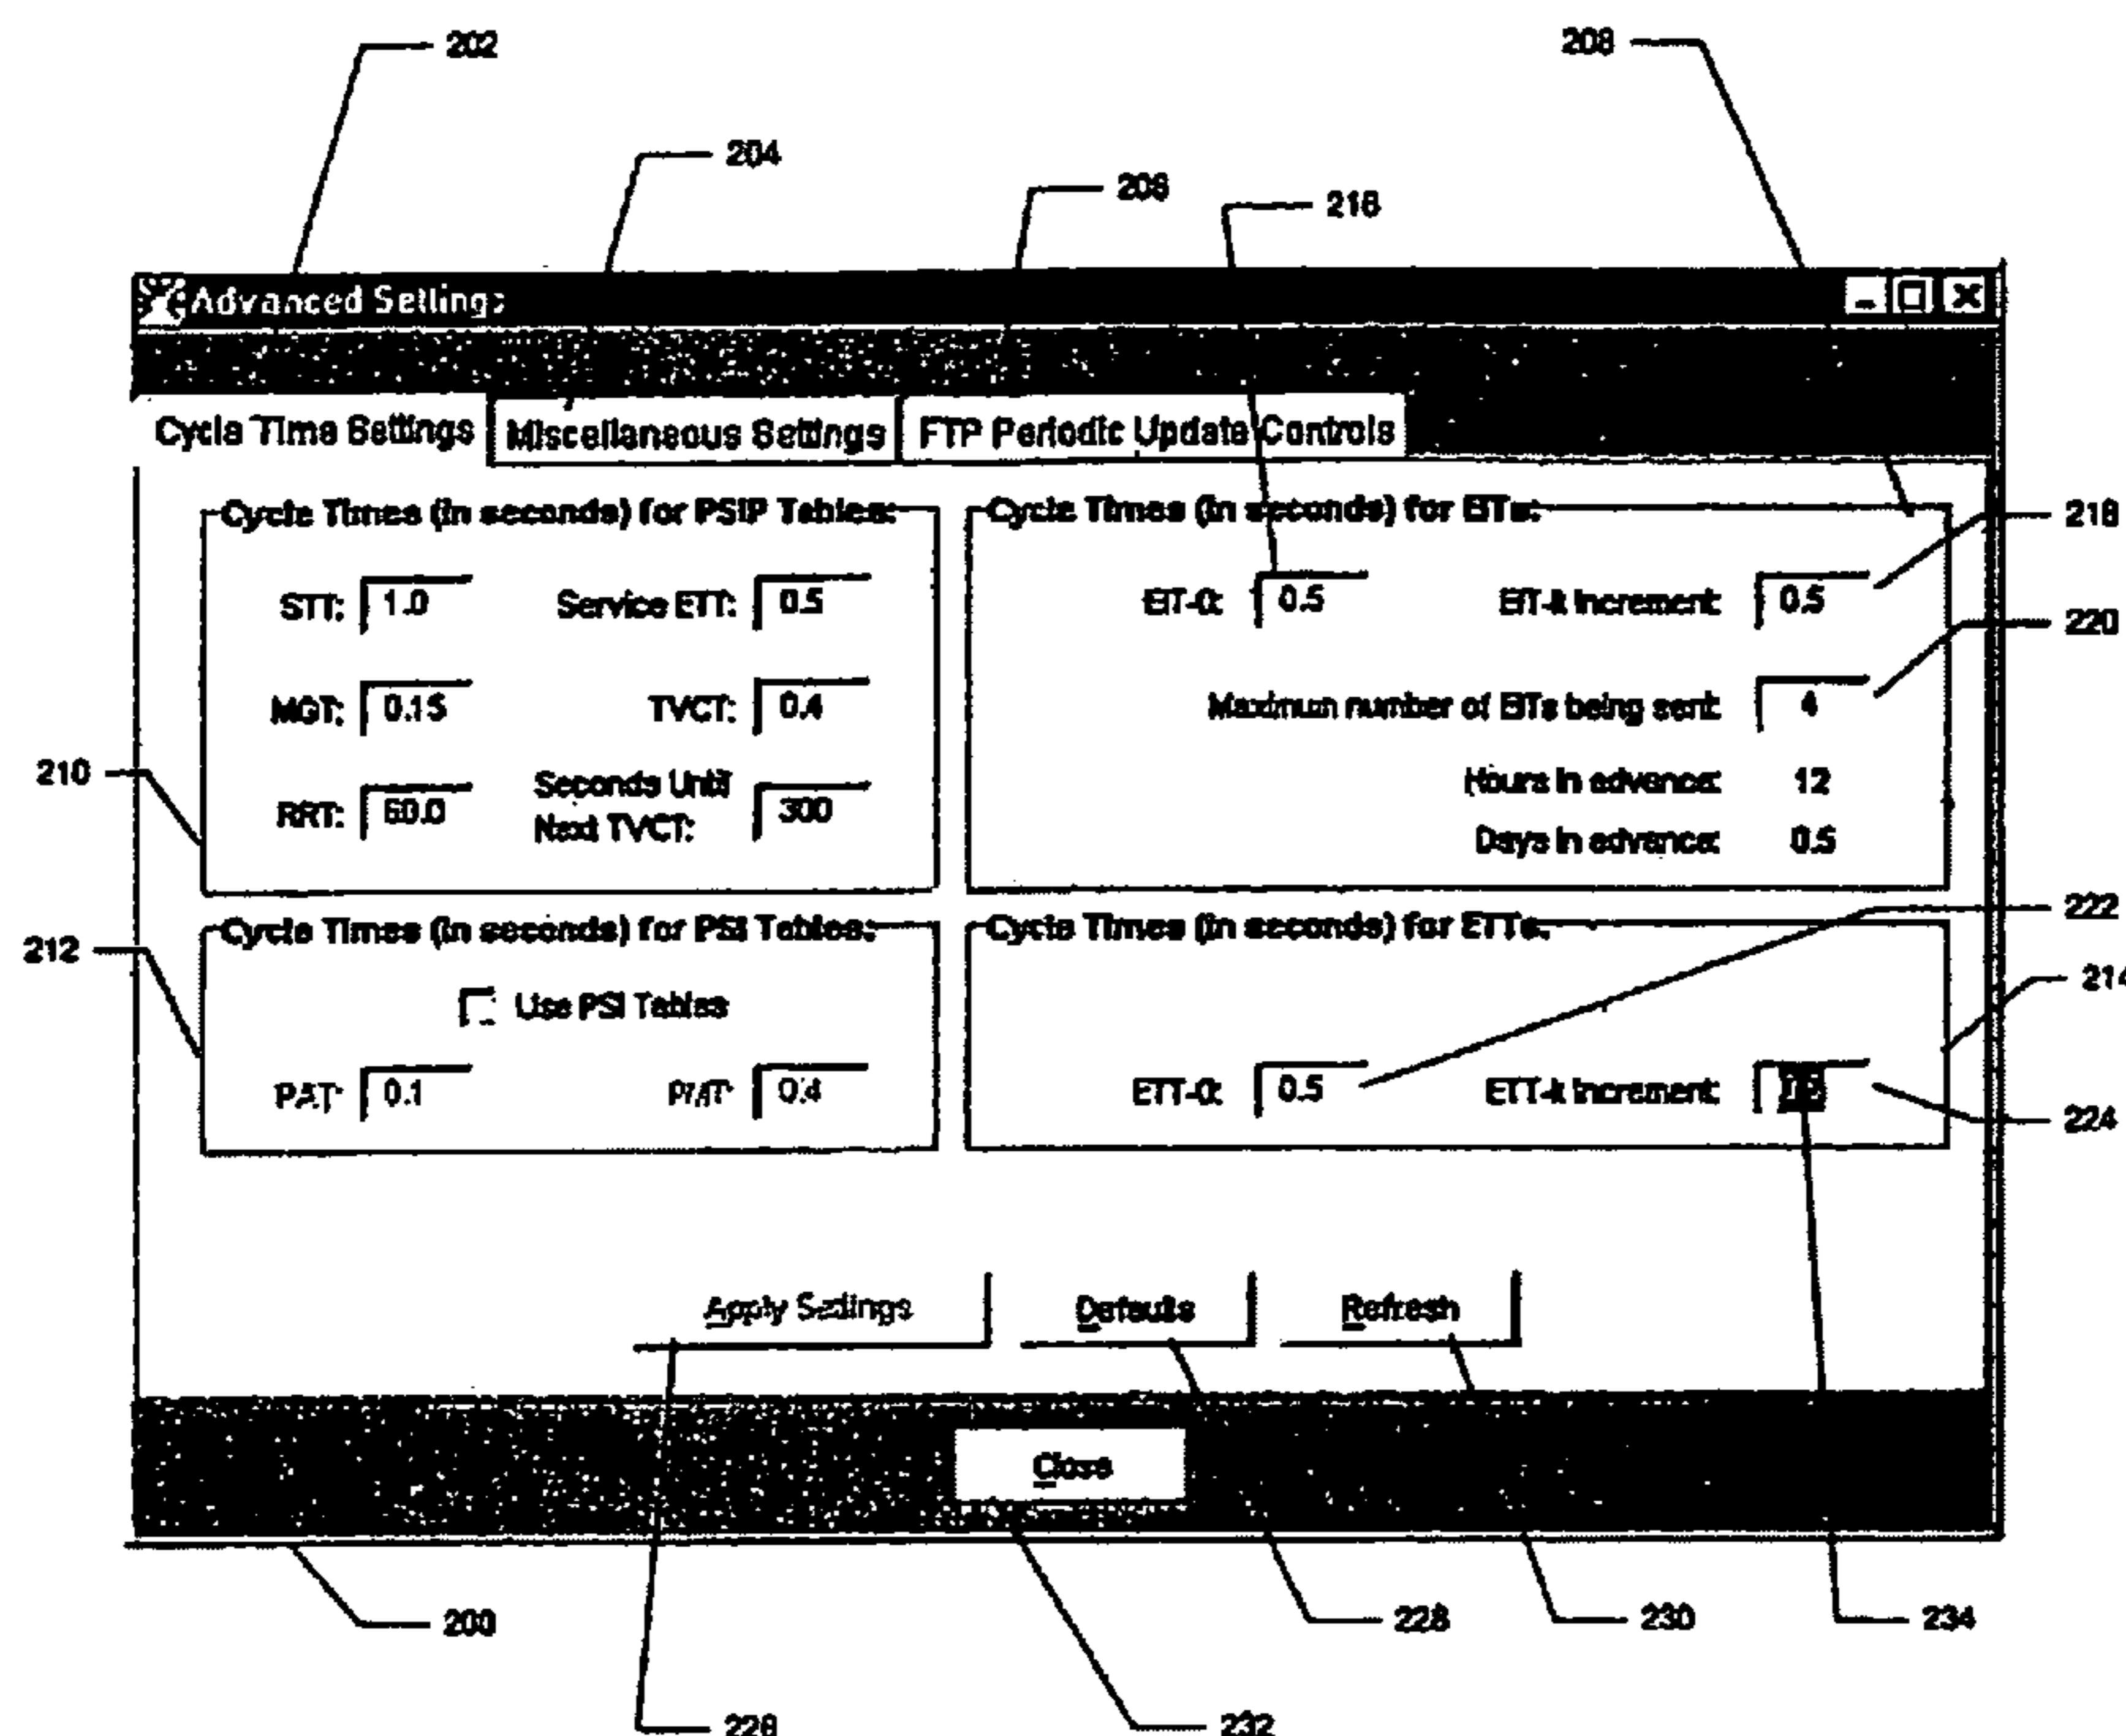 202
208
204
206
216
Advanced Settings
Cycle Time Settings
Miscellaneous Settings
FTP Periodic Update Controls
Cycle Times (in seconds) for PSIP Tables:
Cycle Times (in seconds) for EITs:
218
STT: 1.0
Service ETT: 0.5
EIT-0: 0.5
EIT-k Increment: 0.5
220
MGT: 0.15
TVCT: 0.4
Maximum number of EITs being sent: 4
210
RRT: 60.0
Seconds Until
Next TVCT: 300
Hours in advance: 12
Days in advance: 0.5
222
212
Cycle Times (in seconds) for PSI Tables:
Cycle Times (in seconds) for ETTs:
214
Use PSI Tables
PAT: 0.1
PMT: 0.4
ETT-0: 0.5
ETT-k Increment:
224
Apply Settings
Defaults
Refresh
Close
200
228
230
234
226
232